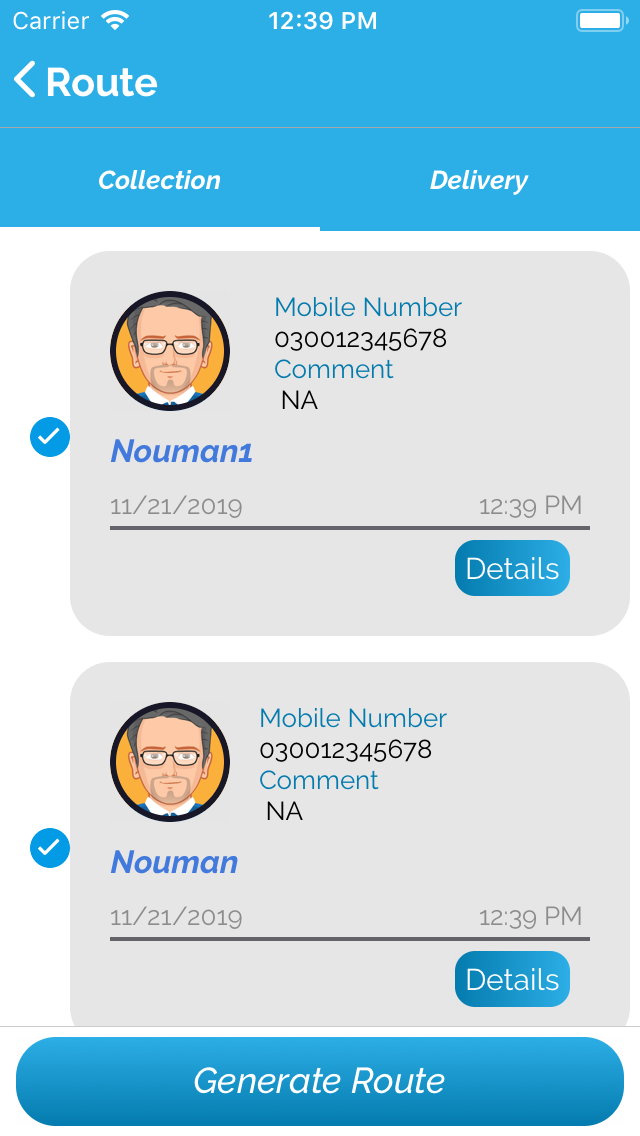 Carrier 12:39 PM
Route
Collection Delivery
Mobile Number
030012345678
Comment
NA
Nouman1
11/21/2019 12:39 PM
Details
Mobile Number
030012345678
Comment
NA
Nouman
11/21/2019 12:39 PM
Details
Generate Route